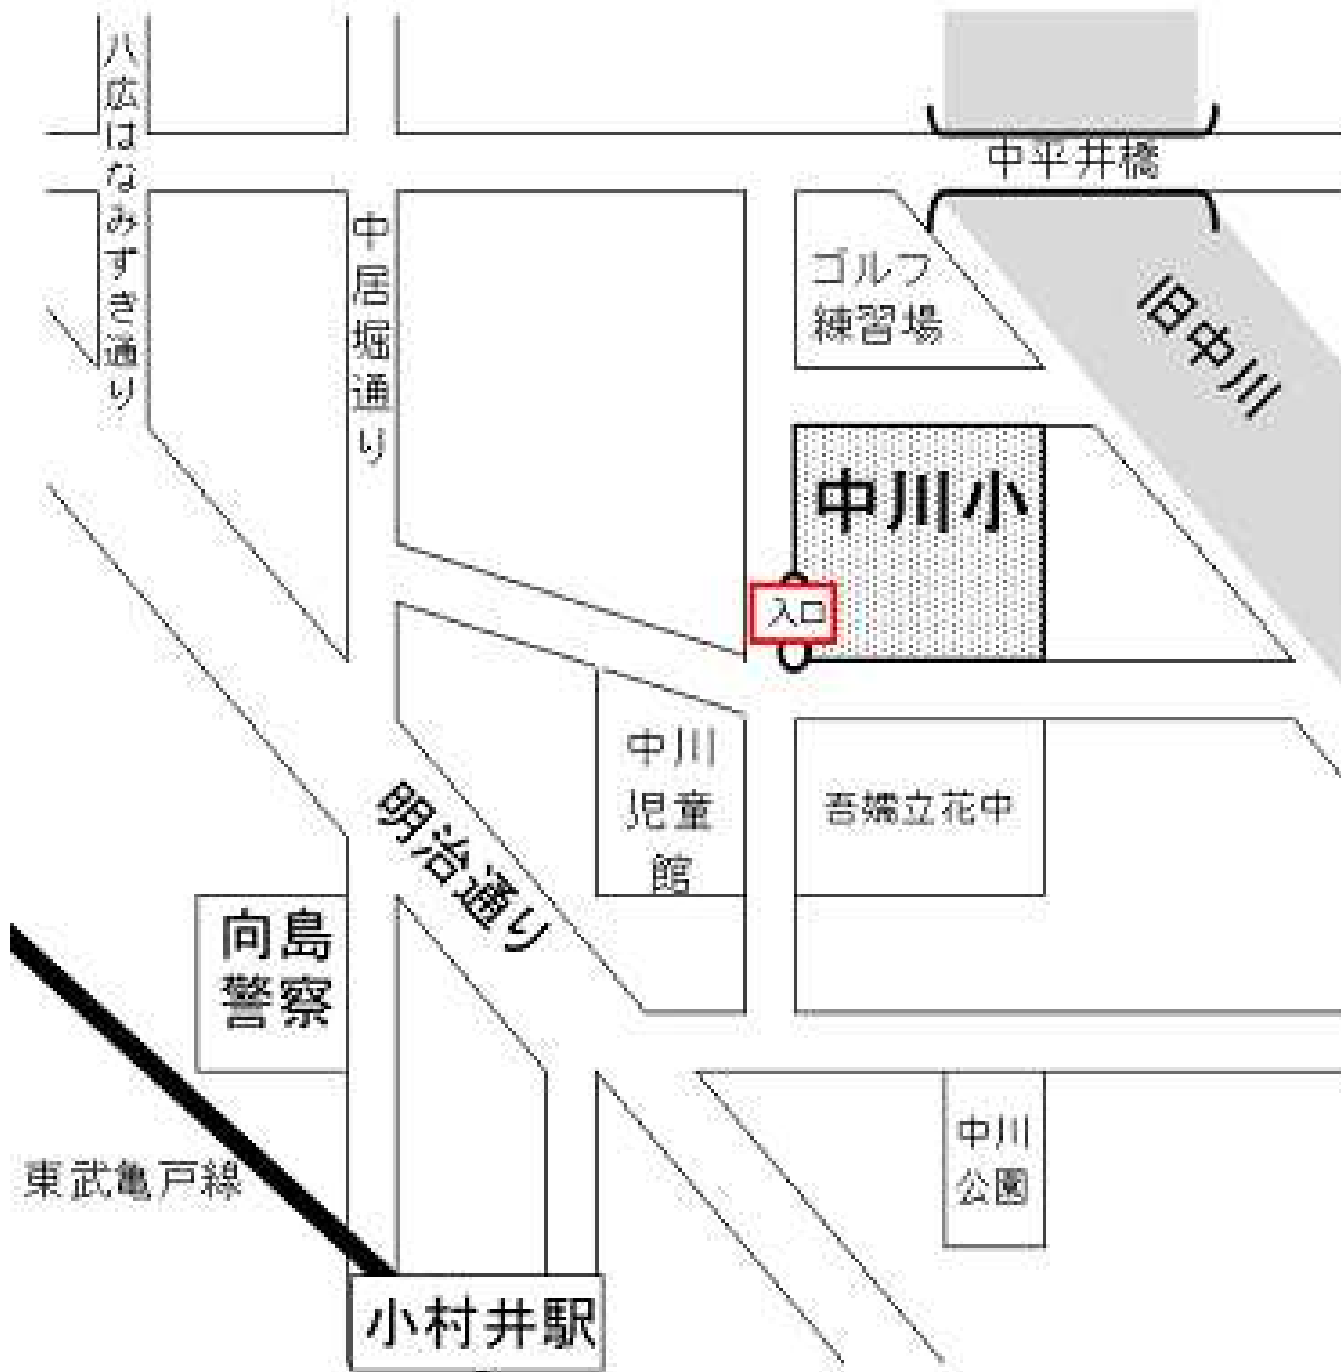 八広はなみずき通り
中居堀通り
中平井橋
ゴルフ
練習場
旧中川
中川小
入口
中川
児童
館
吾嬬立花中
明治通り
向島
警察
東武亀戸線
中川
公園
小村井駅